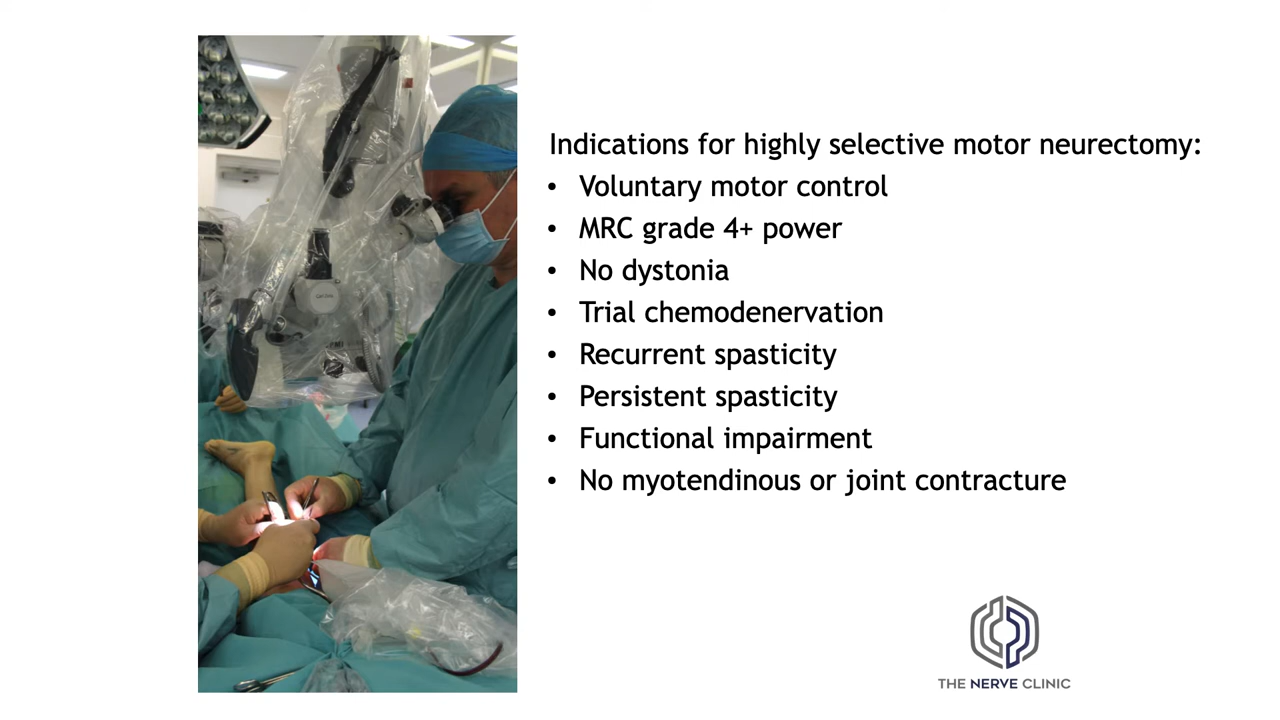 Indications for highly selective motor neurectomy:
• Voluntary motor control
• MRC grade 4+ power
• No dystonia
• Trial chemodenervation
• Recurrent spasticity
• Persistent spasticity
• Functional impairment
• No myotendinous or joint contracture
THE NERVE CLINIC